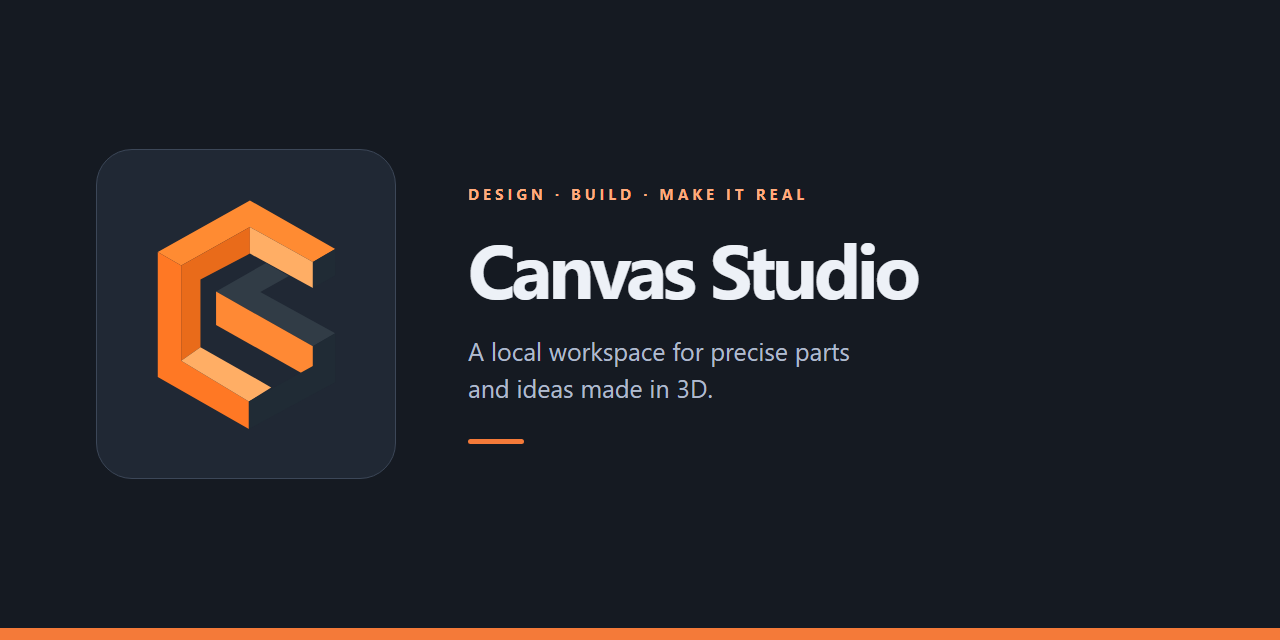 DESIGN · BUILD · MAKE IT REAL
Canvas Studio
A local workspace for precise parts
and ideas made in 3D.